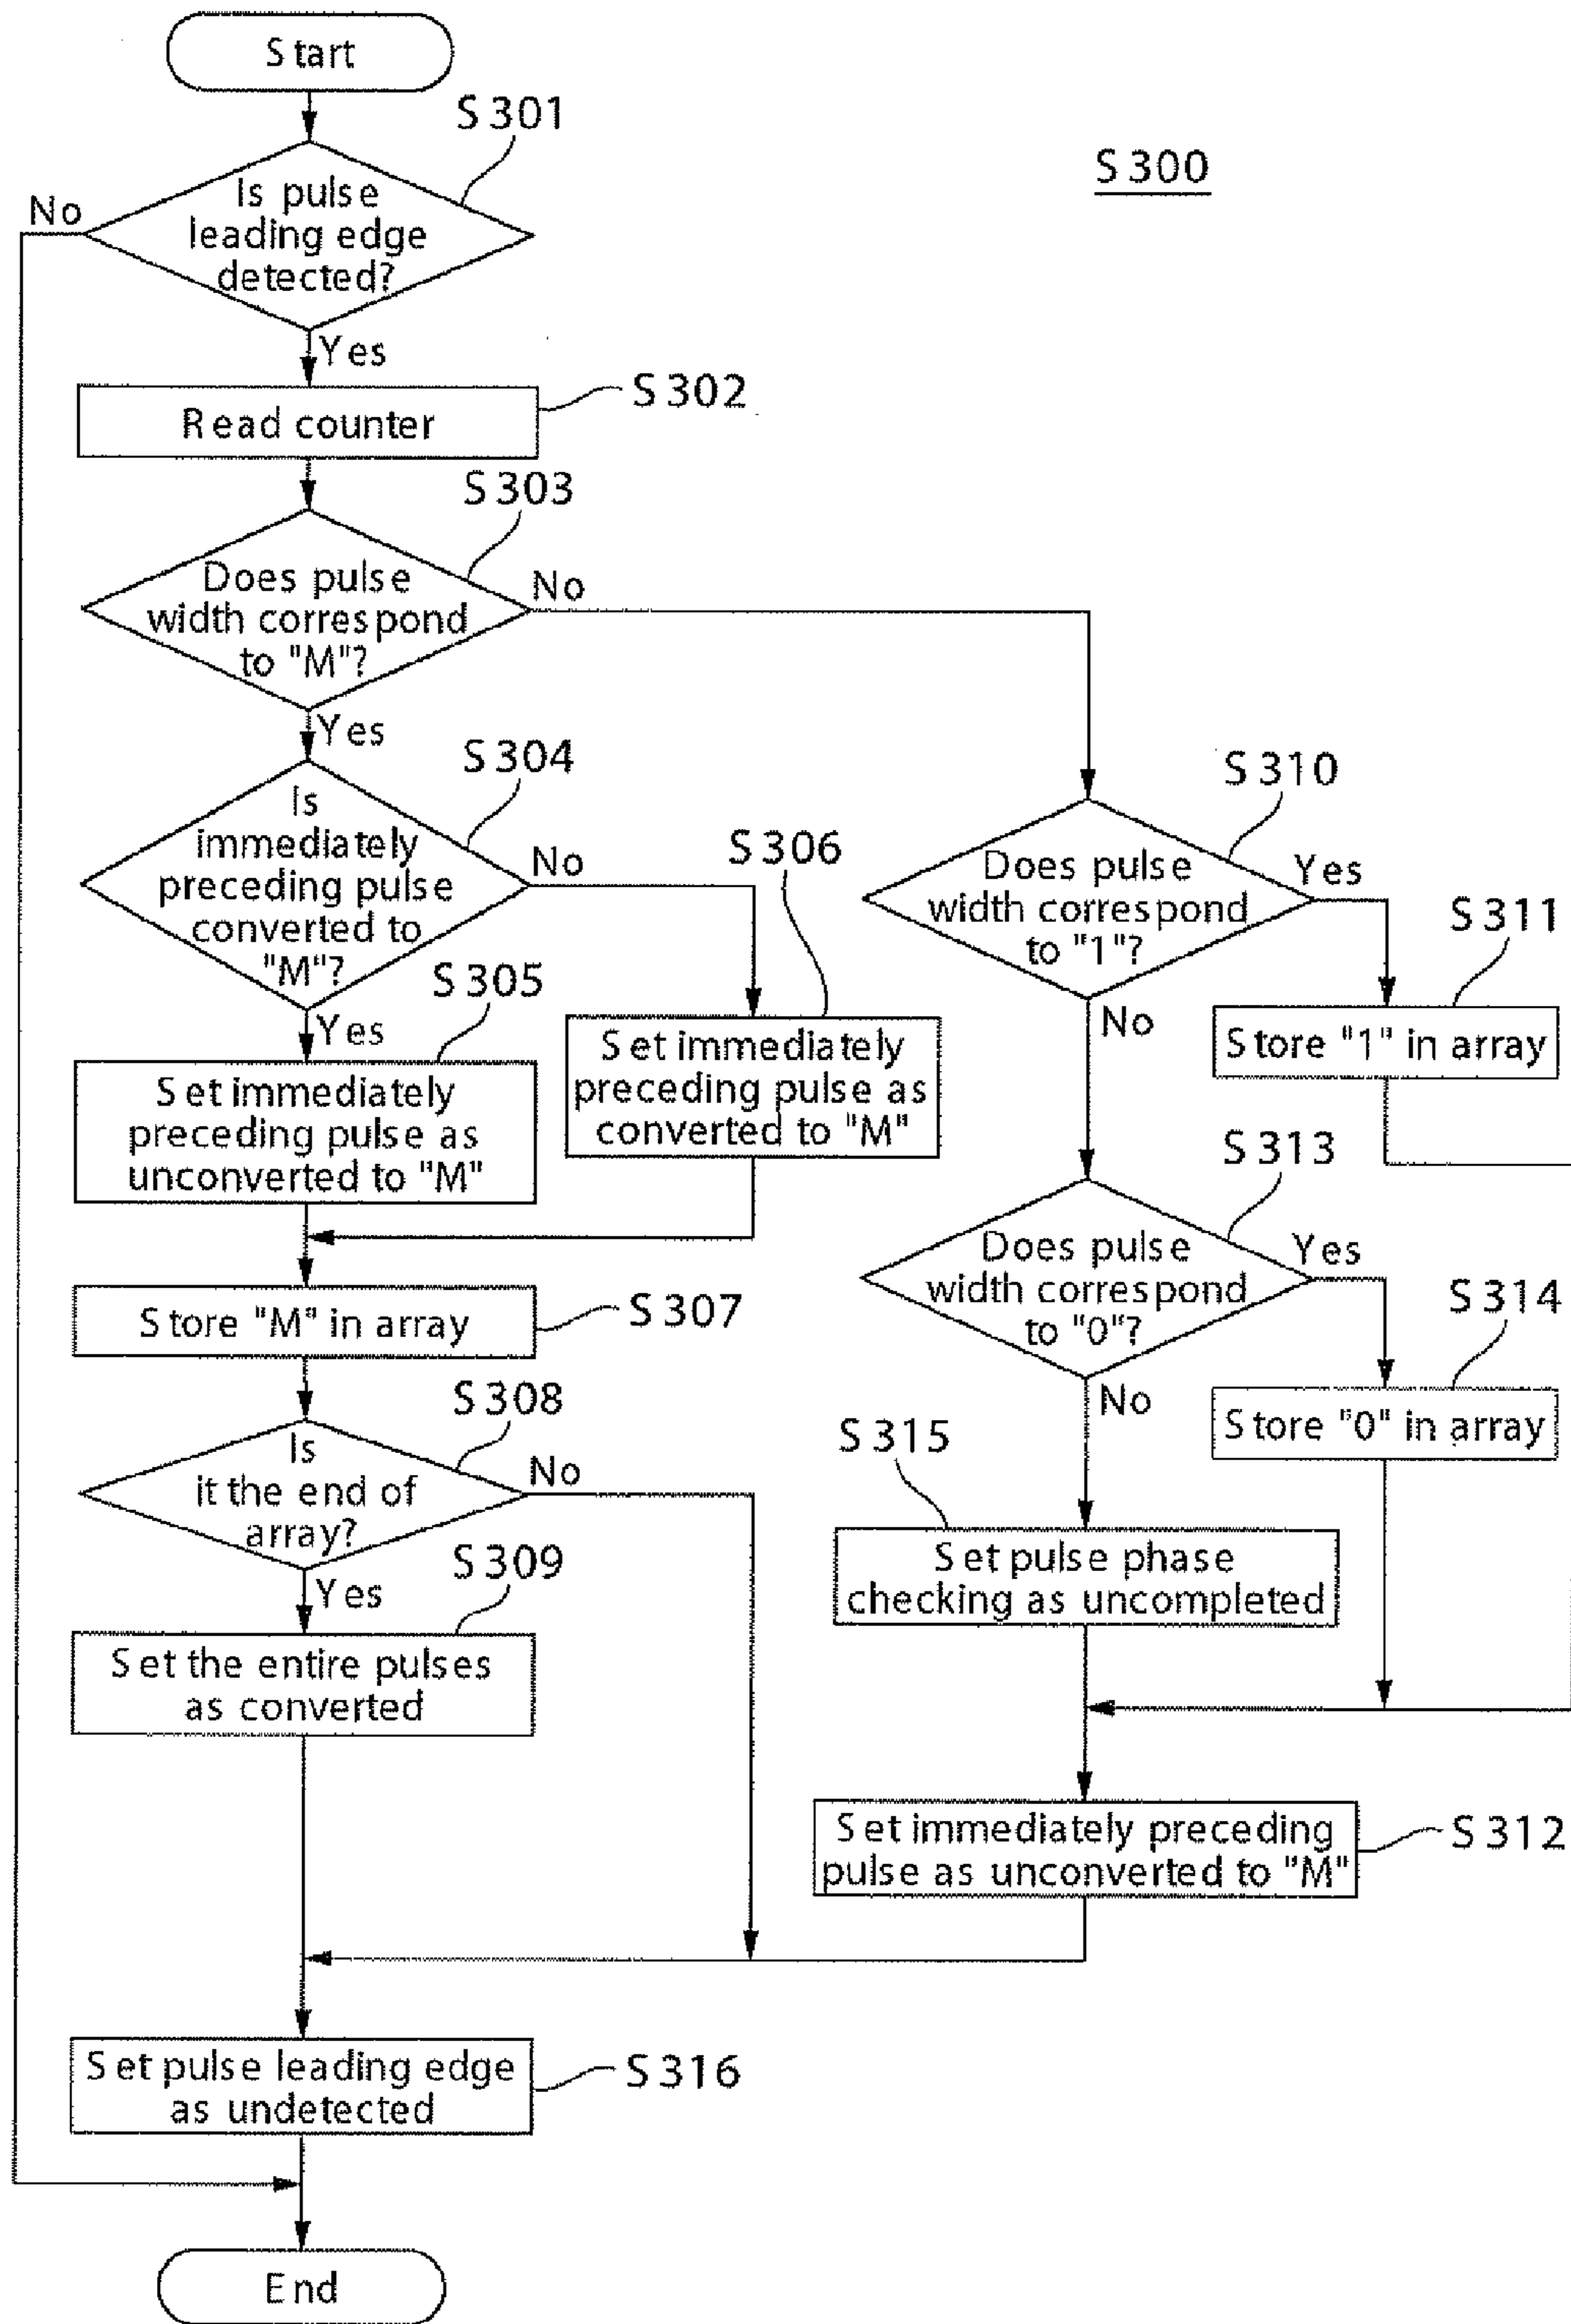 Start
S301
S300
Is pulse
leading edge
detected?
No
Yes
Read counter
S302
S303
Does pulse
width correspond
to "M"?
No
Yes
S304
Is
immediately
preceding pulse
converted to
"M"?
No
Yes
S306
S305
Set immediately
preceding pulse as
unconverted to "M"
Set immediately
preceding pulse as
converted to "M"
S310
Does pulse
width correspond
to "1"?
Yes
No
S311
Store "1" in array
S313
Does pulse
width correspond
to "0"?
Yes
No
S314
Store "0" in array
Store "M" in array
S307
S308
Is
it the end of
array?
No
Yes
S309
Set the entire pulses
as converted
S315
Set pulse phase
checking as uncompleted
Set immediately preceding
pulse as unconverted to "M"
S312
Set pulse leading edge
as undetected
S316
End